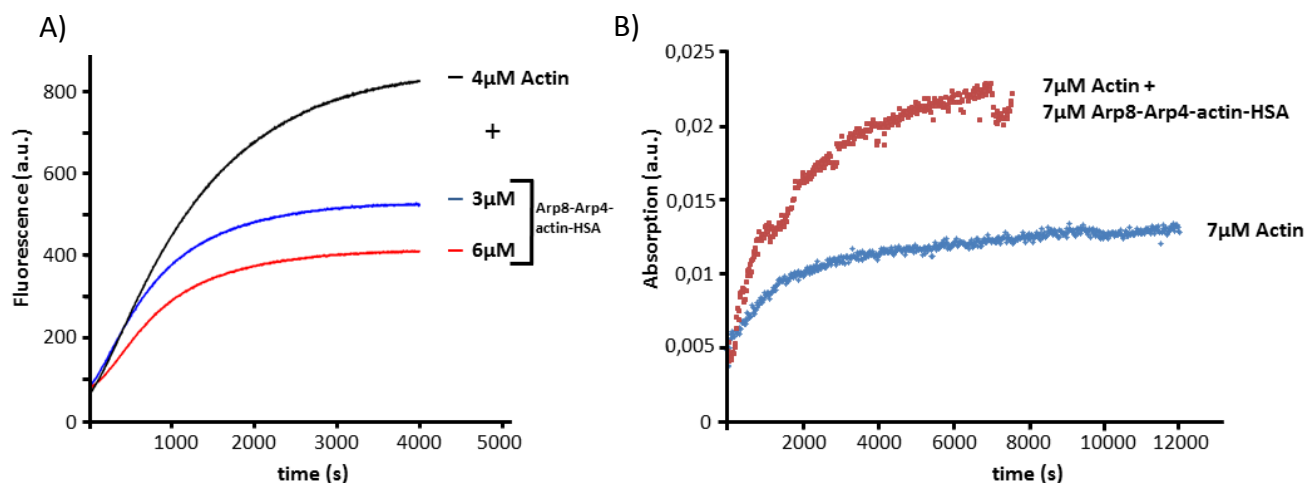 A)
Fluorescence (a.u.)
800
600
400
200
0
1000
2000
3000
4000
5000
time (s)
4µM Actin
+
3µM
6µM
Arp8-Arp4-
actin-HSA
B)
Absorption (a.u.)
0,025
0,02
0,015
0,01
0,005
0
2000
4000
6000
8000
10000
12000
time (s)
7µM Actin +
7µM Arp8-Arp4-actin-HSA
7µM Actin